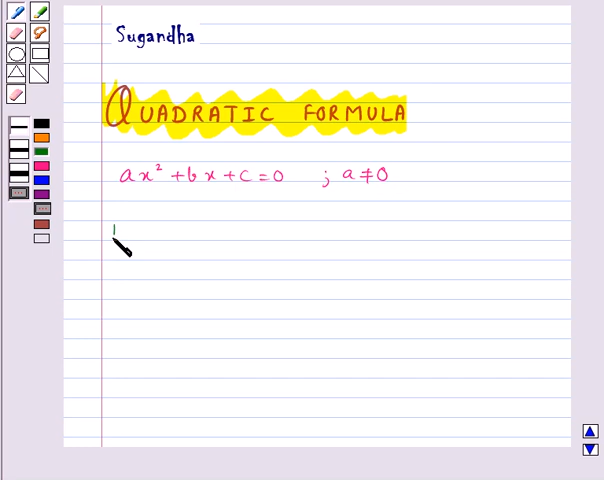 Sugandha
QUADRATIC FORMULA
ax² + bx + c = 0 ; a ≠ 0